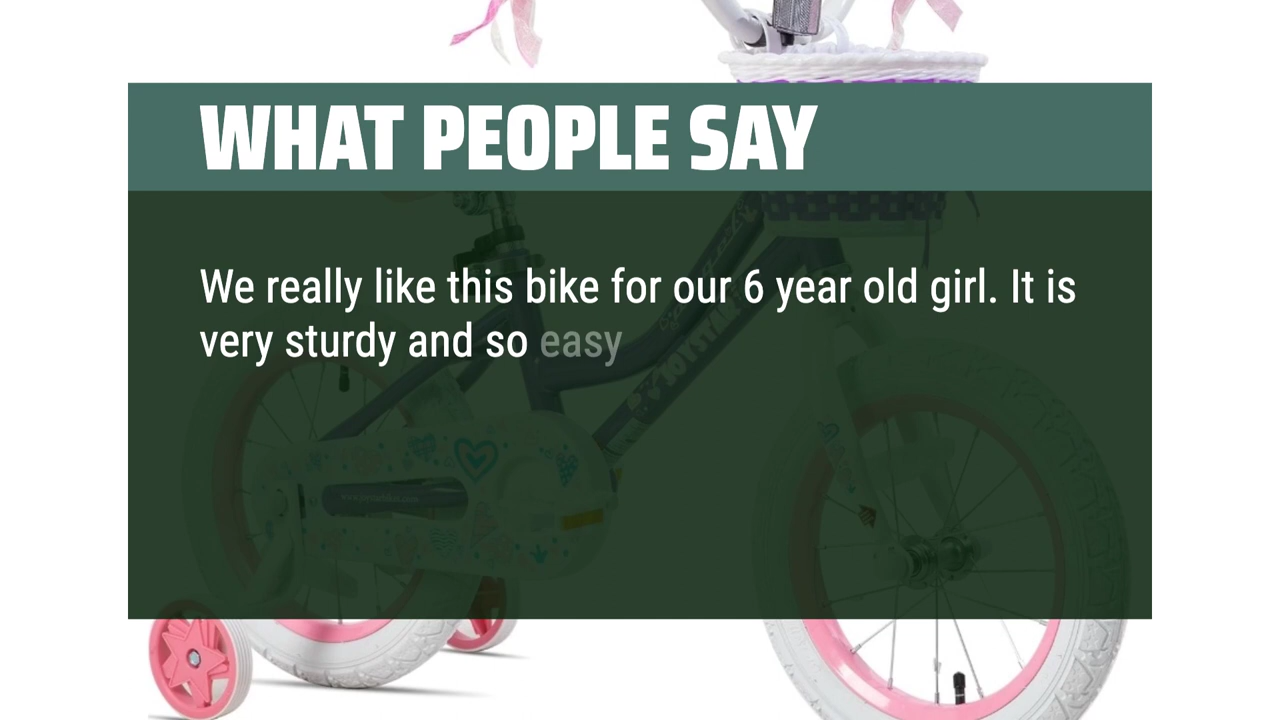 WHAT PEOPLE SAY
We really like this bike for our 6 year old girl. It is
very sturdy and so easy
JOYSTAR